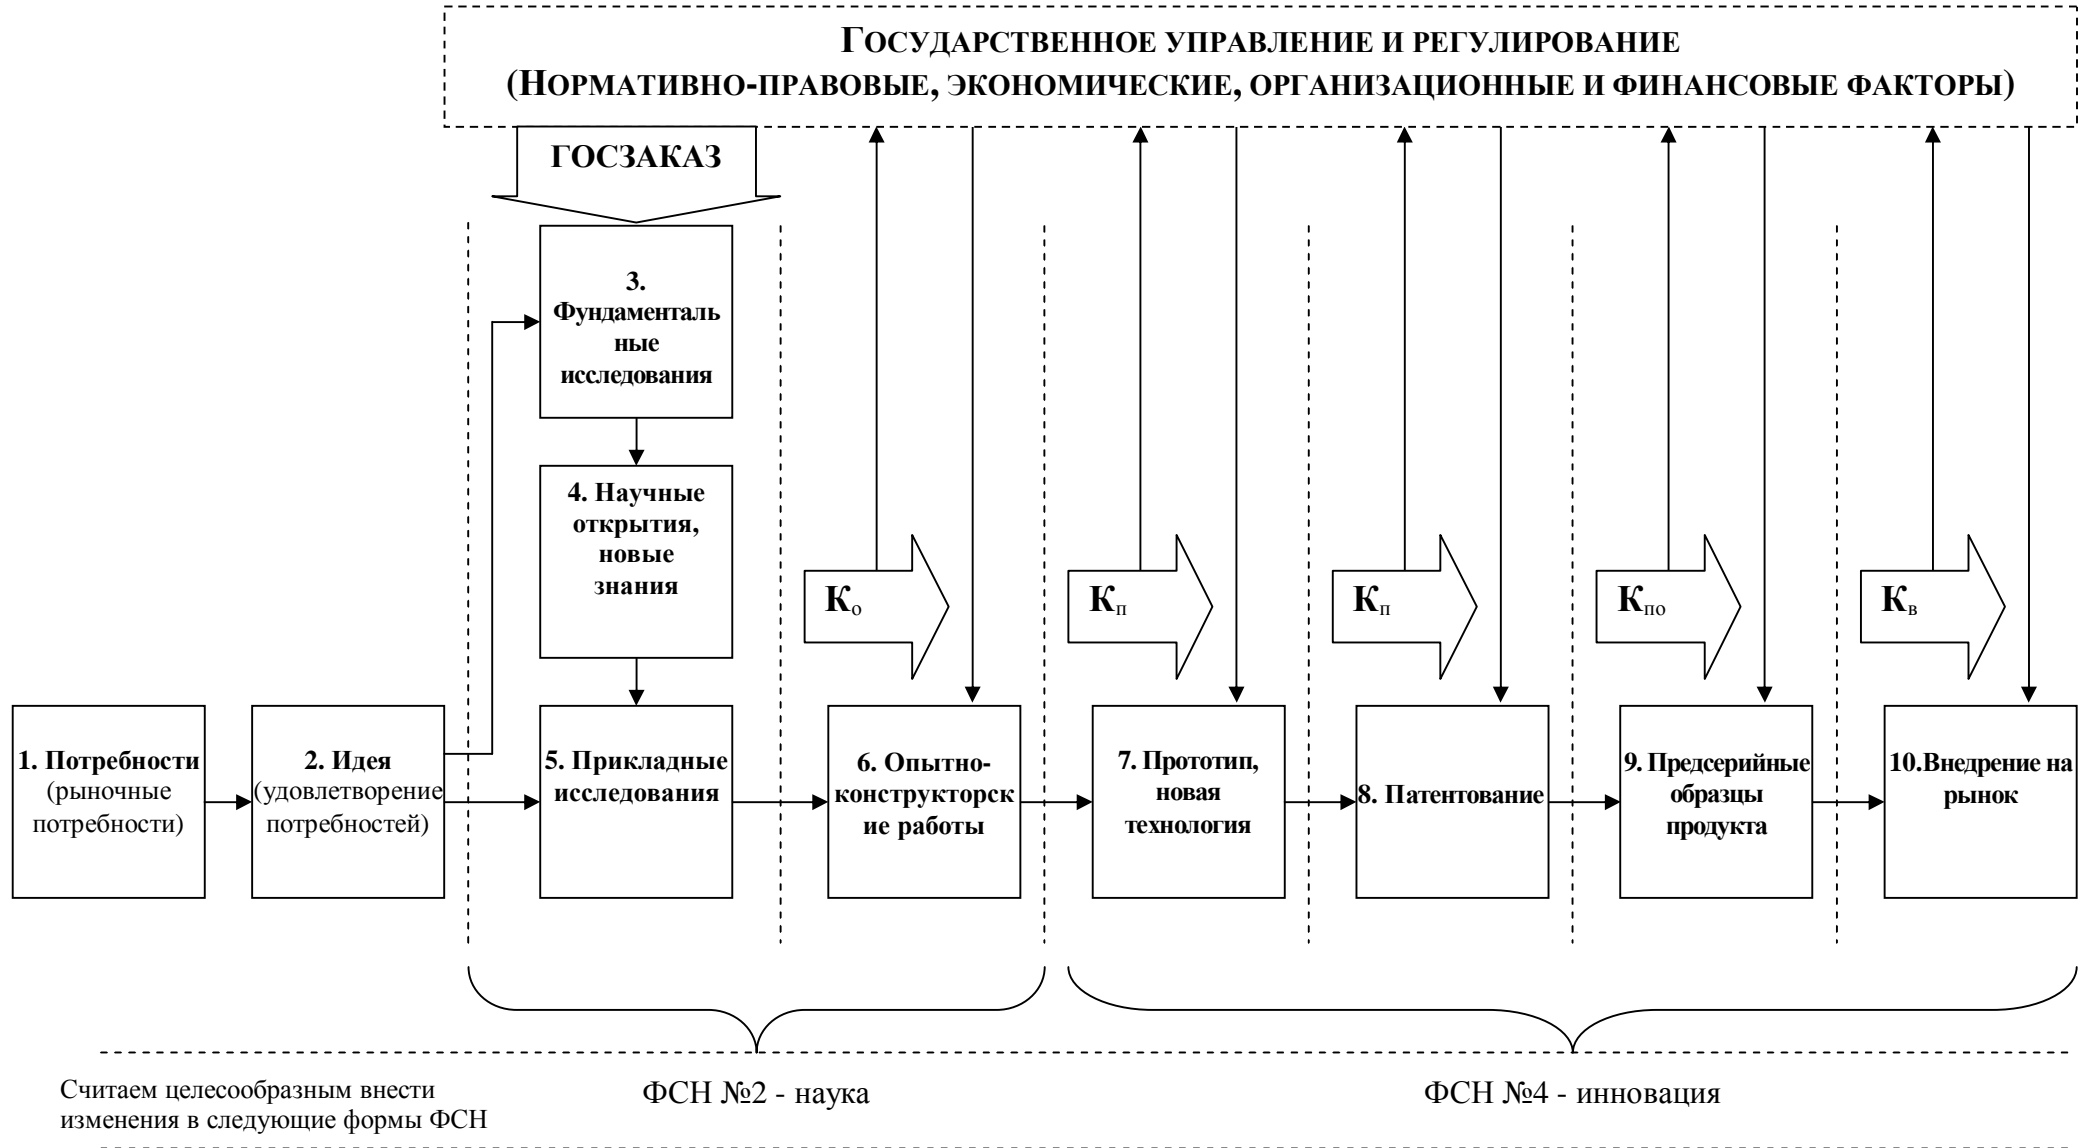 ГОСУДАРСТВЕННОЕ УПРАВЛЕНИЕ И РЕГУЛИРОВАНИЕ
(НОРМАТИВНО-ПРАВОВЫЕ, ЭКОНОМИЧЕСКИЕ, ОРГАНИЗАЦИОННЫЕ И ФИНАНСОВЫЕ ФАКТОРЫ)
ГОСЗАКАЗ
3.
Фундаменталь
ные
исследования
4. Научные
открытия,
новые
знания
Ко
Кп
Кп
Кпо
Кв
1. Потребности
(рыночные
потребности)
2. Идея
(удовлетворение
потребностей)
5. Прикладные
исследования
6. Опытно-
конструкторск
ие работы
7. Прототип,
новая
технология
8. Патентование
9. Предсерийные
образцы
продукта
10.Внедрение на
рынок
Считаем целесообразным внести
изменения в следующие формы ФСН
ФСН №2 - наука
ФСН №4 - инновация